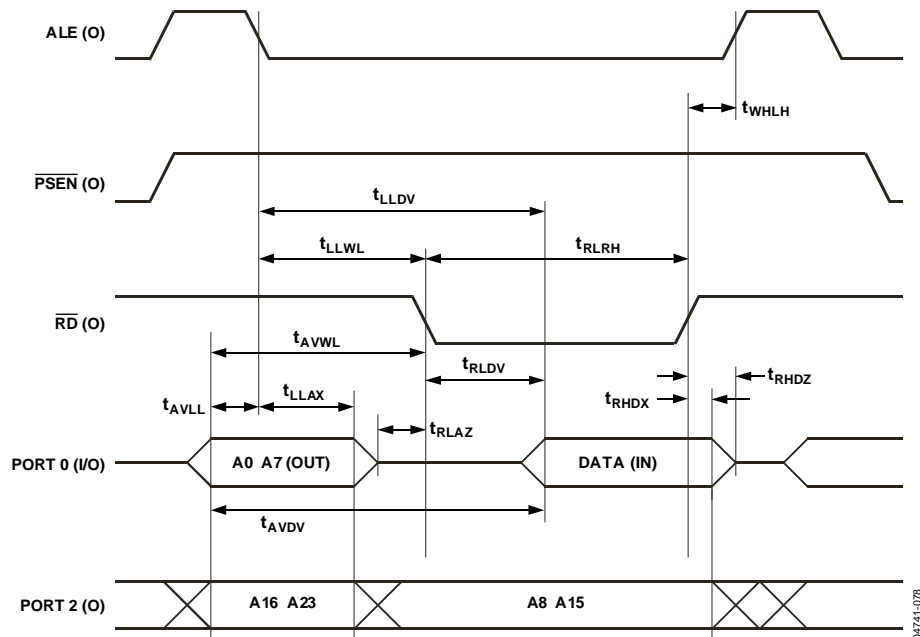 ALE (O)
tWHLH
PSEN (O)
tLLDV
tLLWL
tRLRH
RD (O)
tAVWL
tRLDV
tRHDZ
tAVLL
tLLAX
tRHDX
tRLAZ
PORT 0 (I/O)
A0 A7 (OUT)
DATA (IN)
tAVDV
PORT 2 (O)
A16 A23
A8 A15
04741-078